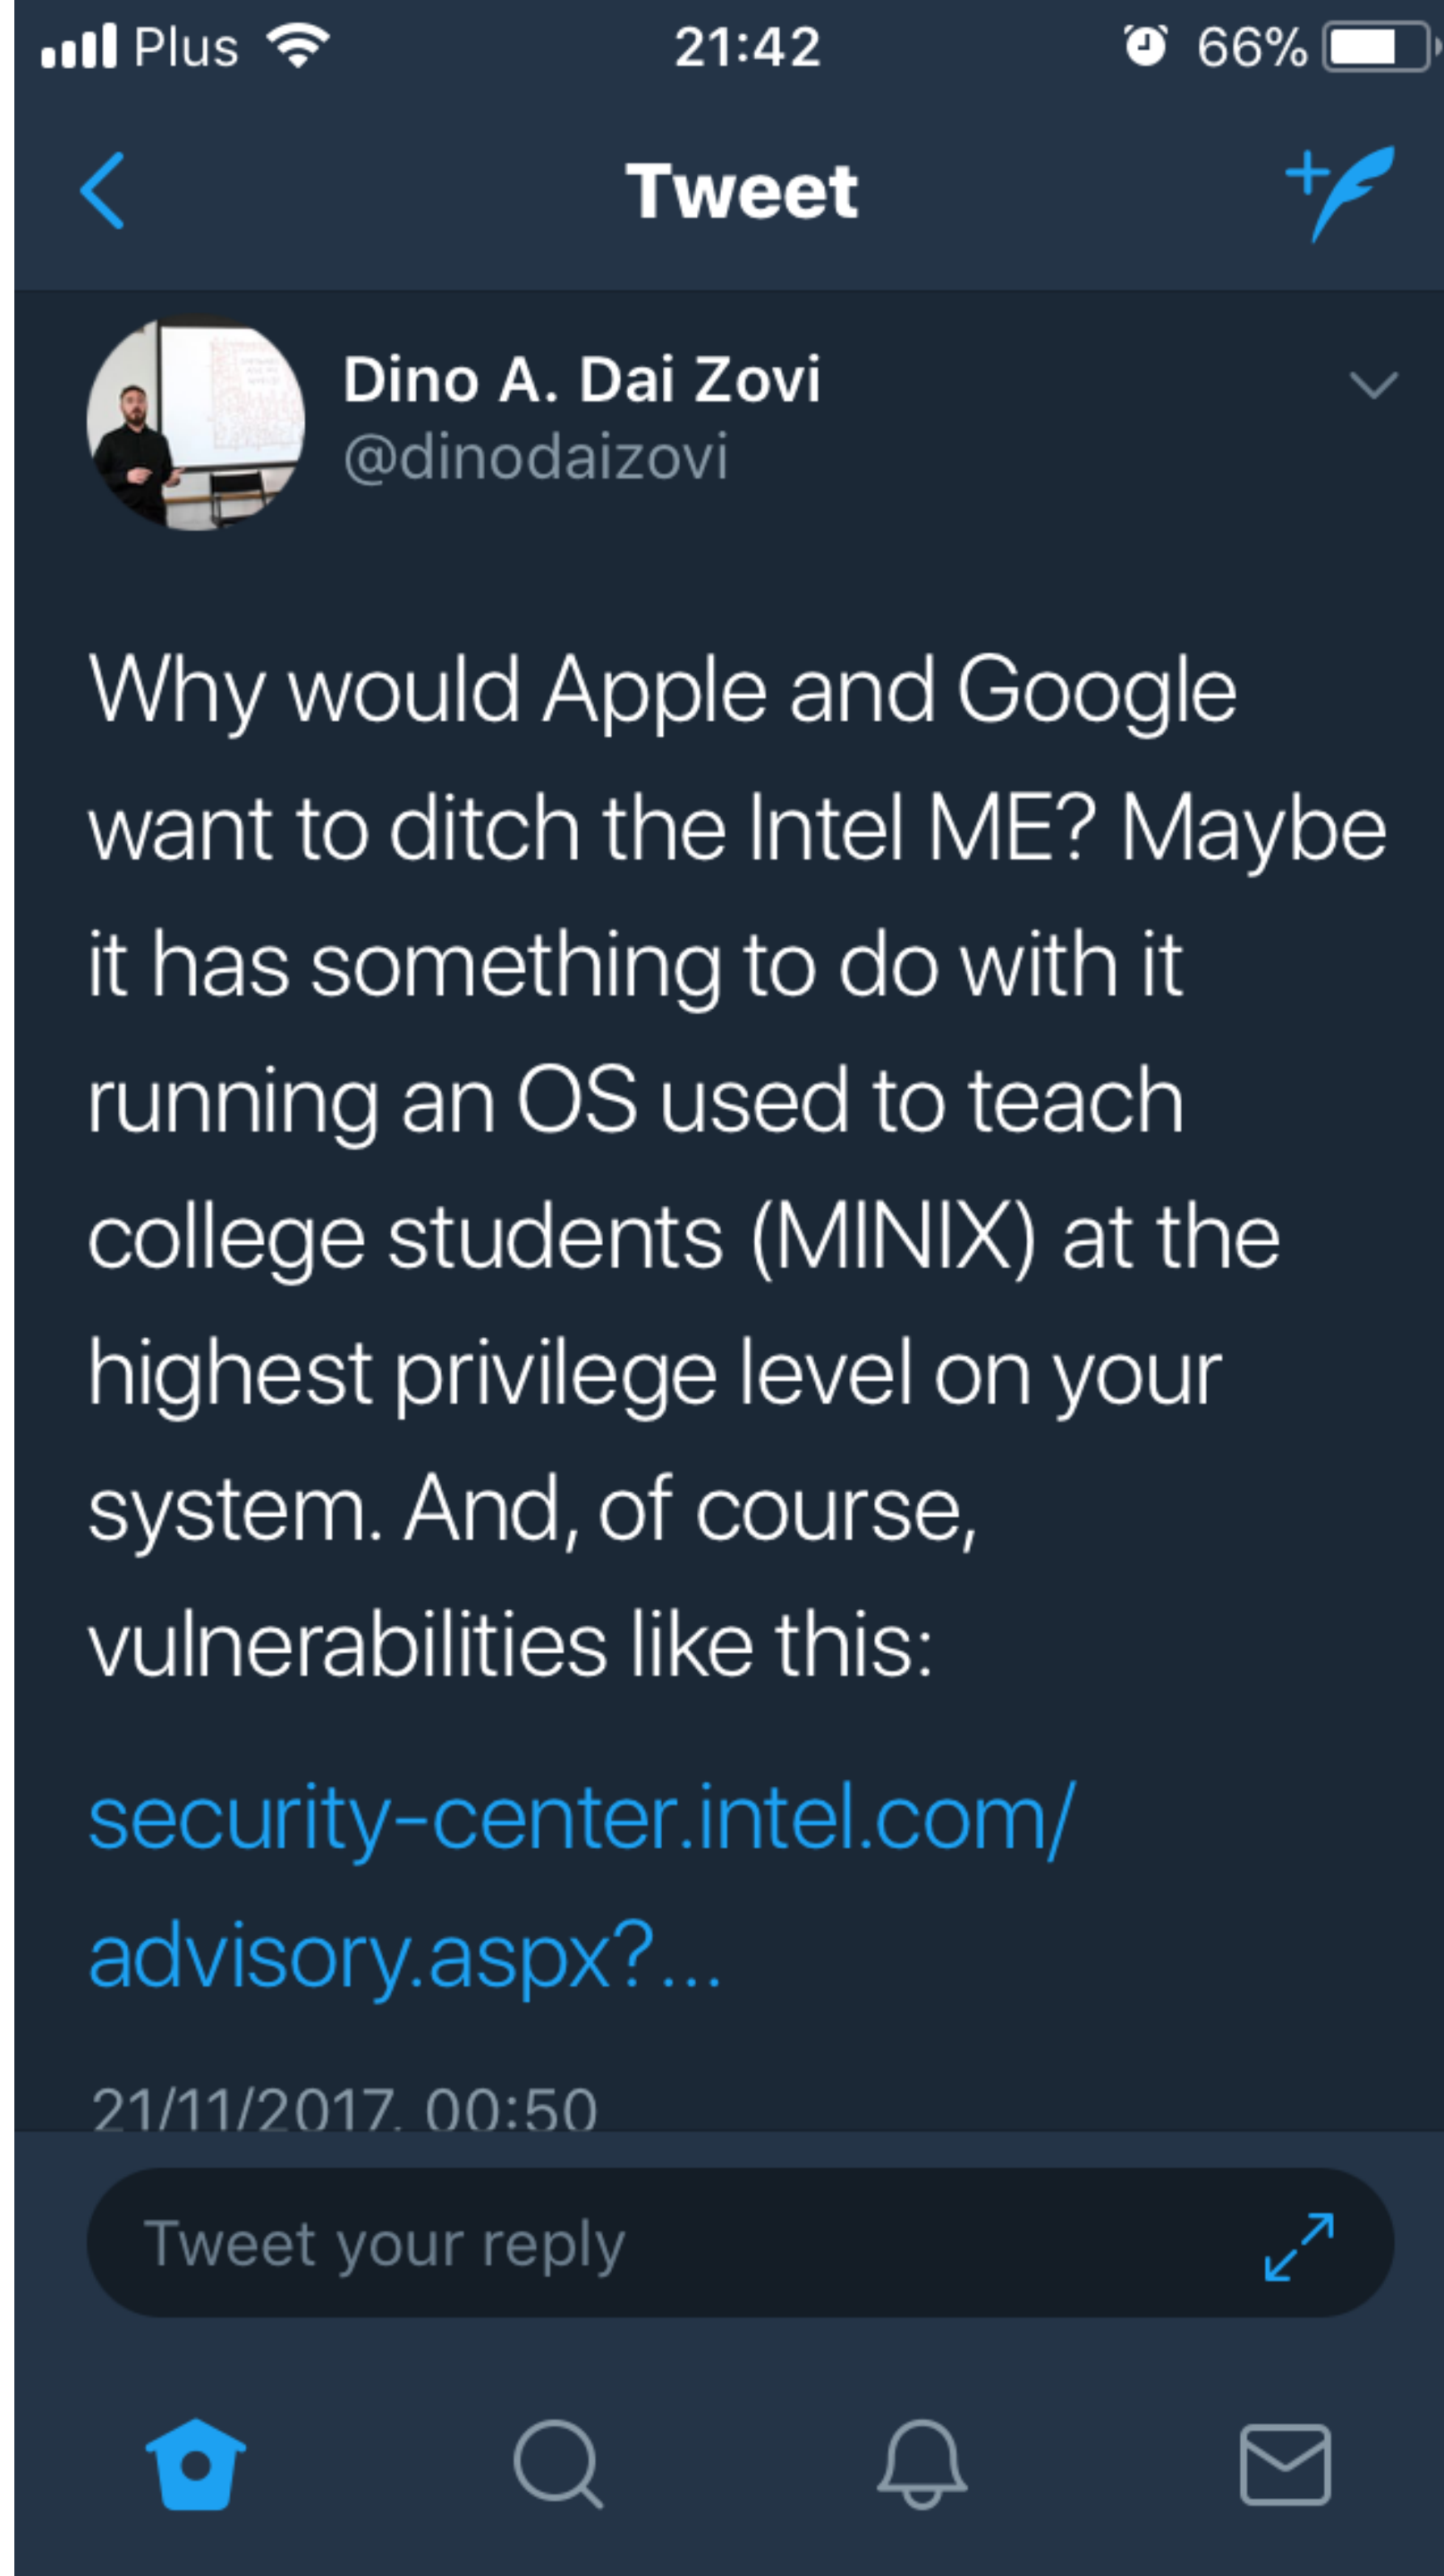 Plus 21:42 66%
Tweet
Dino A. Dai Zovi
@dinodaizovi
Why would Apple and Google
want to ditch the Intel ME? Maybe
it has something to do with it
running an OS used to teach
college students (MINIX) at the
highest privilege level on your
system. And, of course,
vulnerabilities like this:
security-center.intel.com/
advisory.aspx?...
21/11/2017, 00:50
Tweet your reply